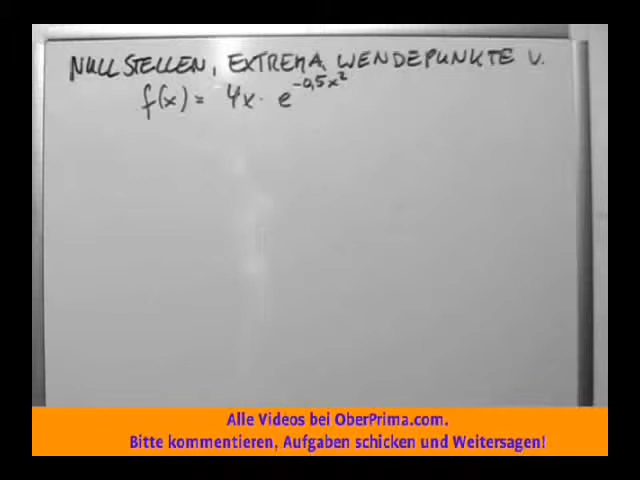 NULLSTELLEN, EXTREMA, WENDEPUNKTE V.
f(x) = 4x · e^{-0,5x²}
Alle Videos bei OberPrima.com.
Bitte kommentieren, Aufgaben schicken und Weitersagen!